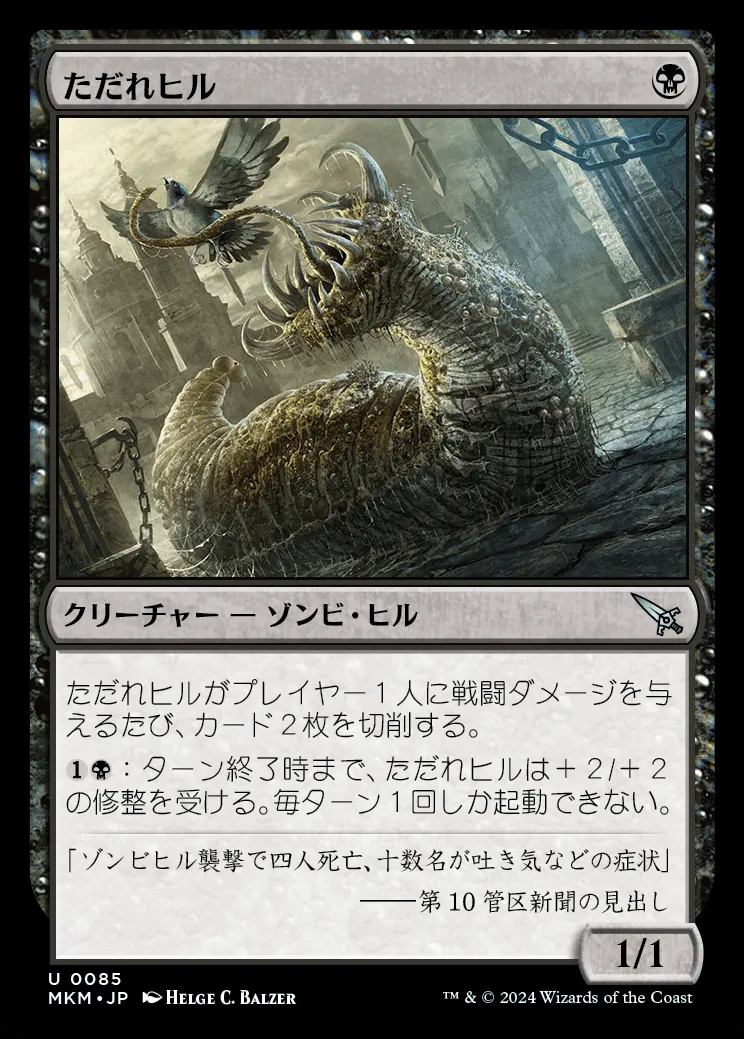 ただれヒル
クリーチャー — ゾンビ・ヒル
ただれヒルがプレイヤー１人に戦闘ダメージを与
えるたび、カード２枚を切削する。
1：ターン終了時まで、ただれヒルは＋２/＋２
の修整を受ける。毎ターン１回しか起動できない。
「ゾンビヒル襲撃で四人死亡、十数名が吐き気などの症状」
──第 10 管区新聞の見出し
1/1
U 0085
MKM • JP HELGE C. BALZER
™ & © 2024 Wizards of the Coast